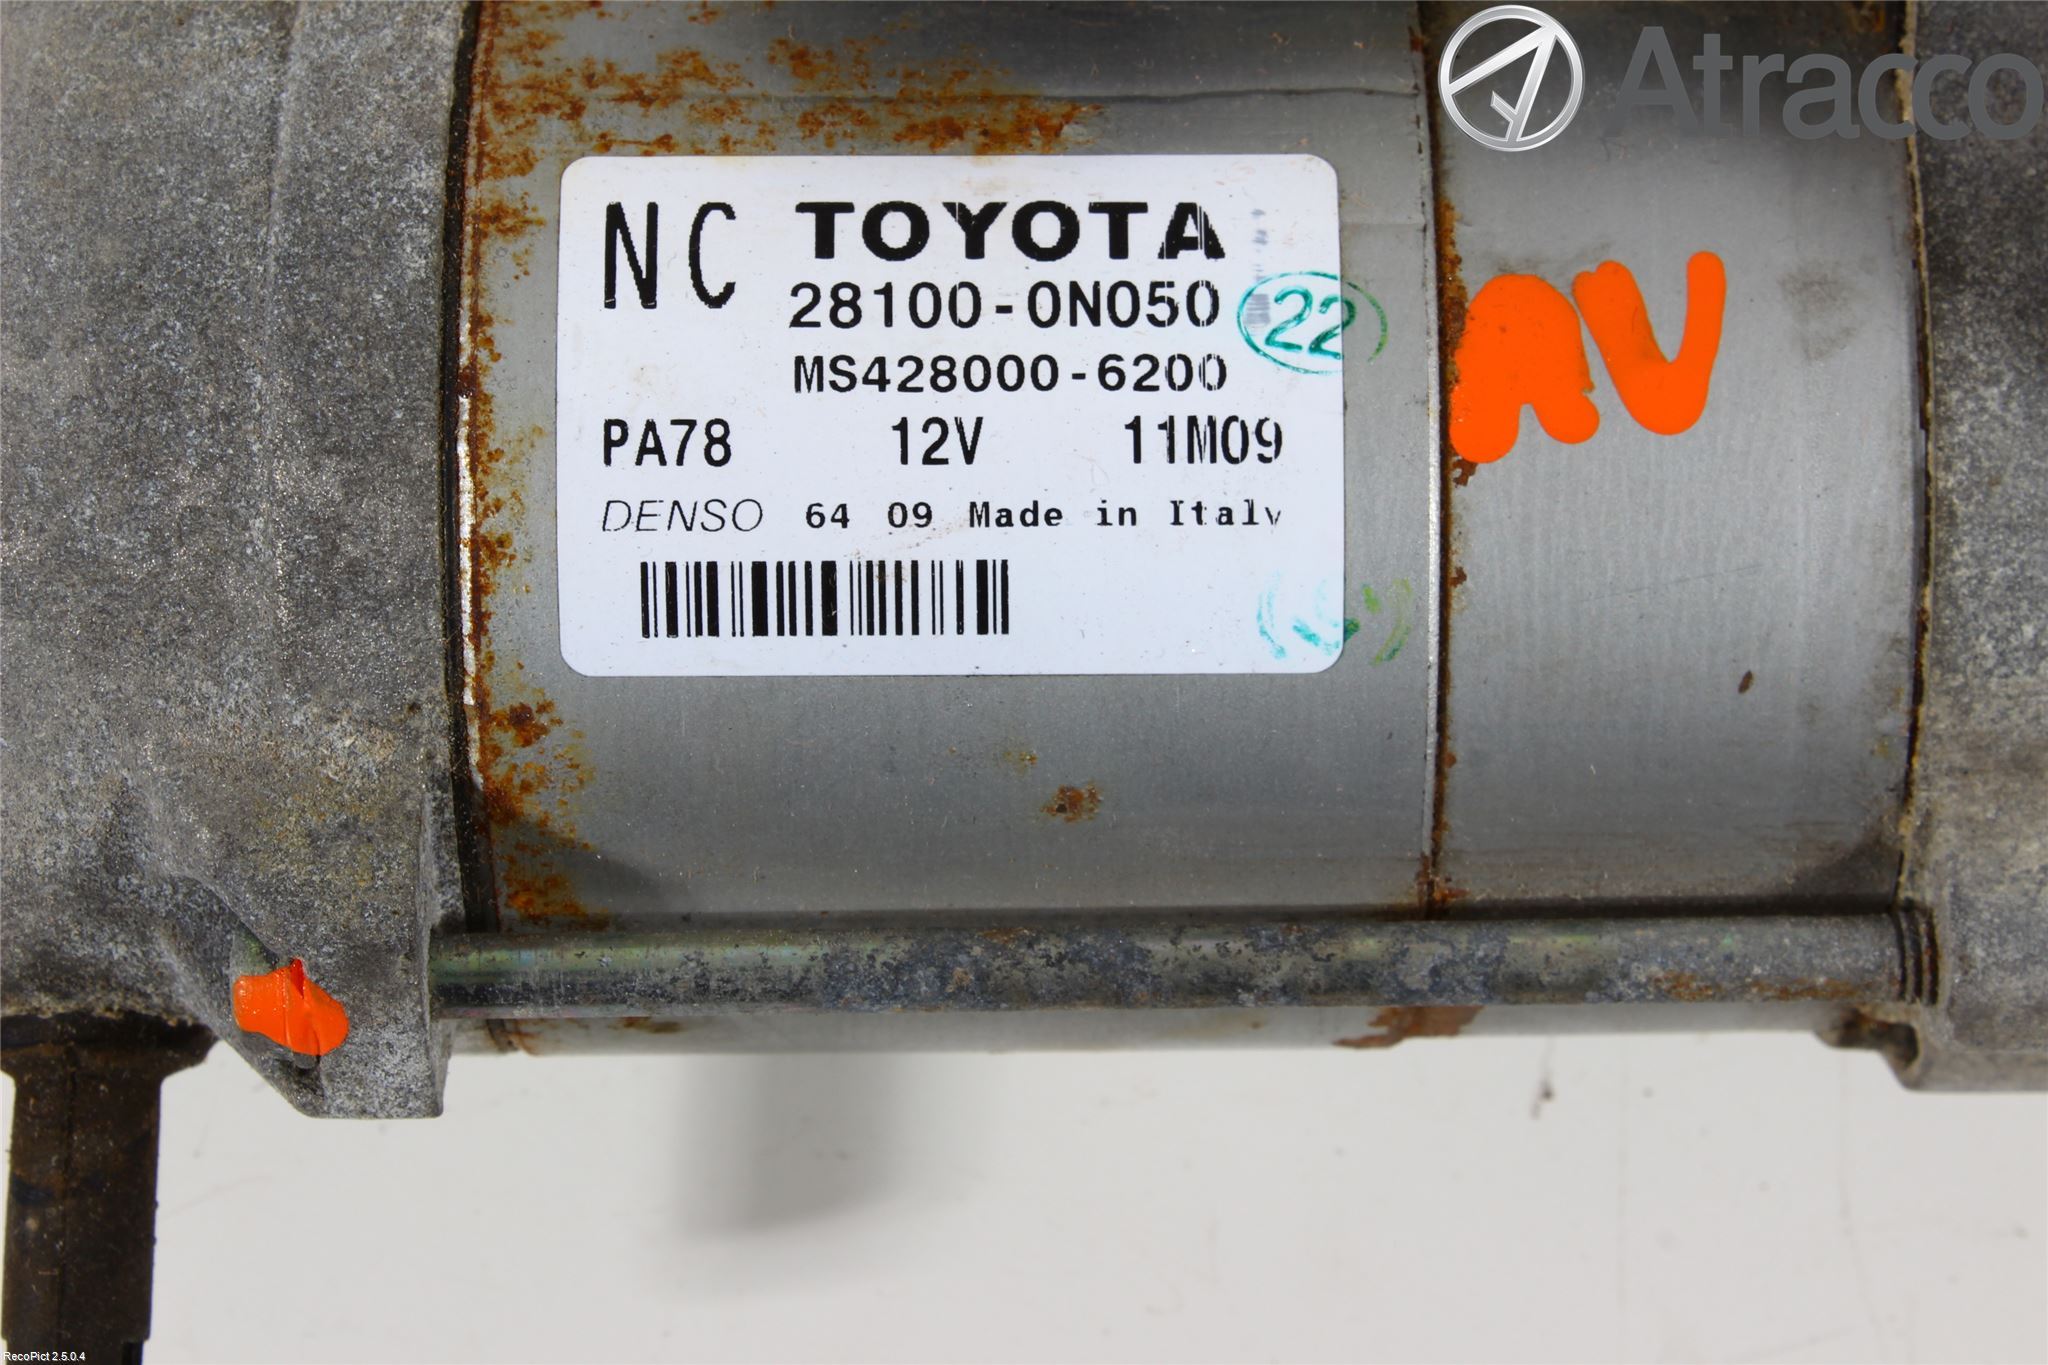 Atracco
NC TOYOTA
28100-0N050 22
MS428000-6200
PA78 12V 11M09
DENSO 64 09 Made in Italy
AV
RecoPict 2.5.0.4